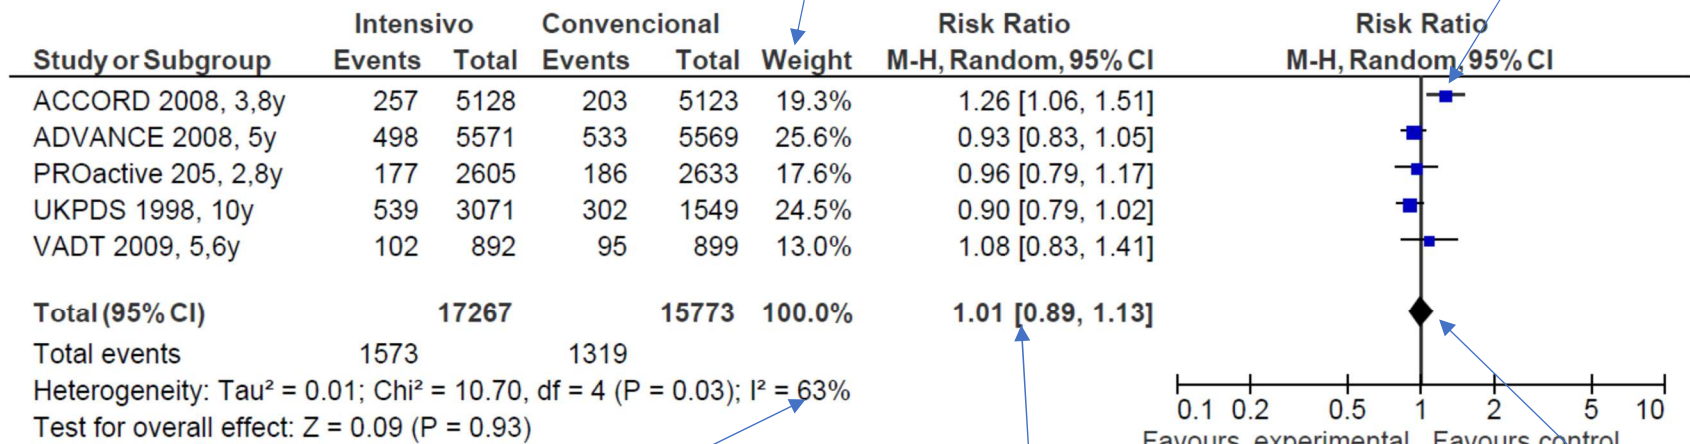 Intensivo Convencional Risk Ratio Risk Ratio
Study or Subgroup Events Total Events Total Weight M-H, Random, 95% CI M-H, Random, 95% CI
ACCORD 2008, 3,8y 257 5128 203 5123 19.3% 1.26 [1.06, 1.51]
ADVANCE 2008, 5y 498 5571 533 5569 25.6% 0.93 [0.83, 1.05]
PROactive 205, 2,8y 177 2605 186 2633 17.6% 0.96 [0.79, 1.17]
UKPDS 1998, 10y 539 3071 302 1549 24.5% 0.90 [0.79, 1.02]
VADT 2009, 5,6y 102 892 95 899 13.0% 1.08 [0.83, 1.41]
Total (95% CI) 17267 15773 100.0% 1.01 [0.89, 1.13]
Total events 1573 1319
Heterogeneity: Tau² = 0.01; Chi² = 10.70, df = 4 (P = 0.03); I² = 63%
Test for overall effect: Z = 0.09 (P = 0.93)
0.1 0.2 0.5 1 2 5 10
Favours experimental Favours control